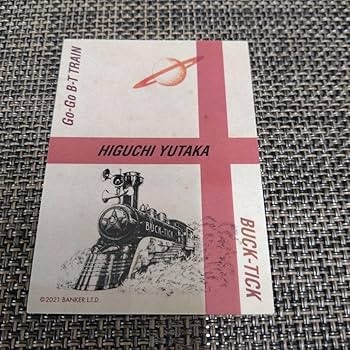 Go-Go B-T TRAIN
HIGUCHI YUTAKA
BUCK-TICK
BUCK-TICK
©2021 BANKER.LTD